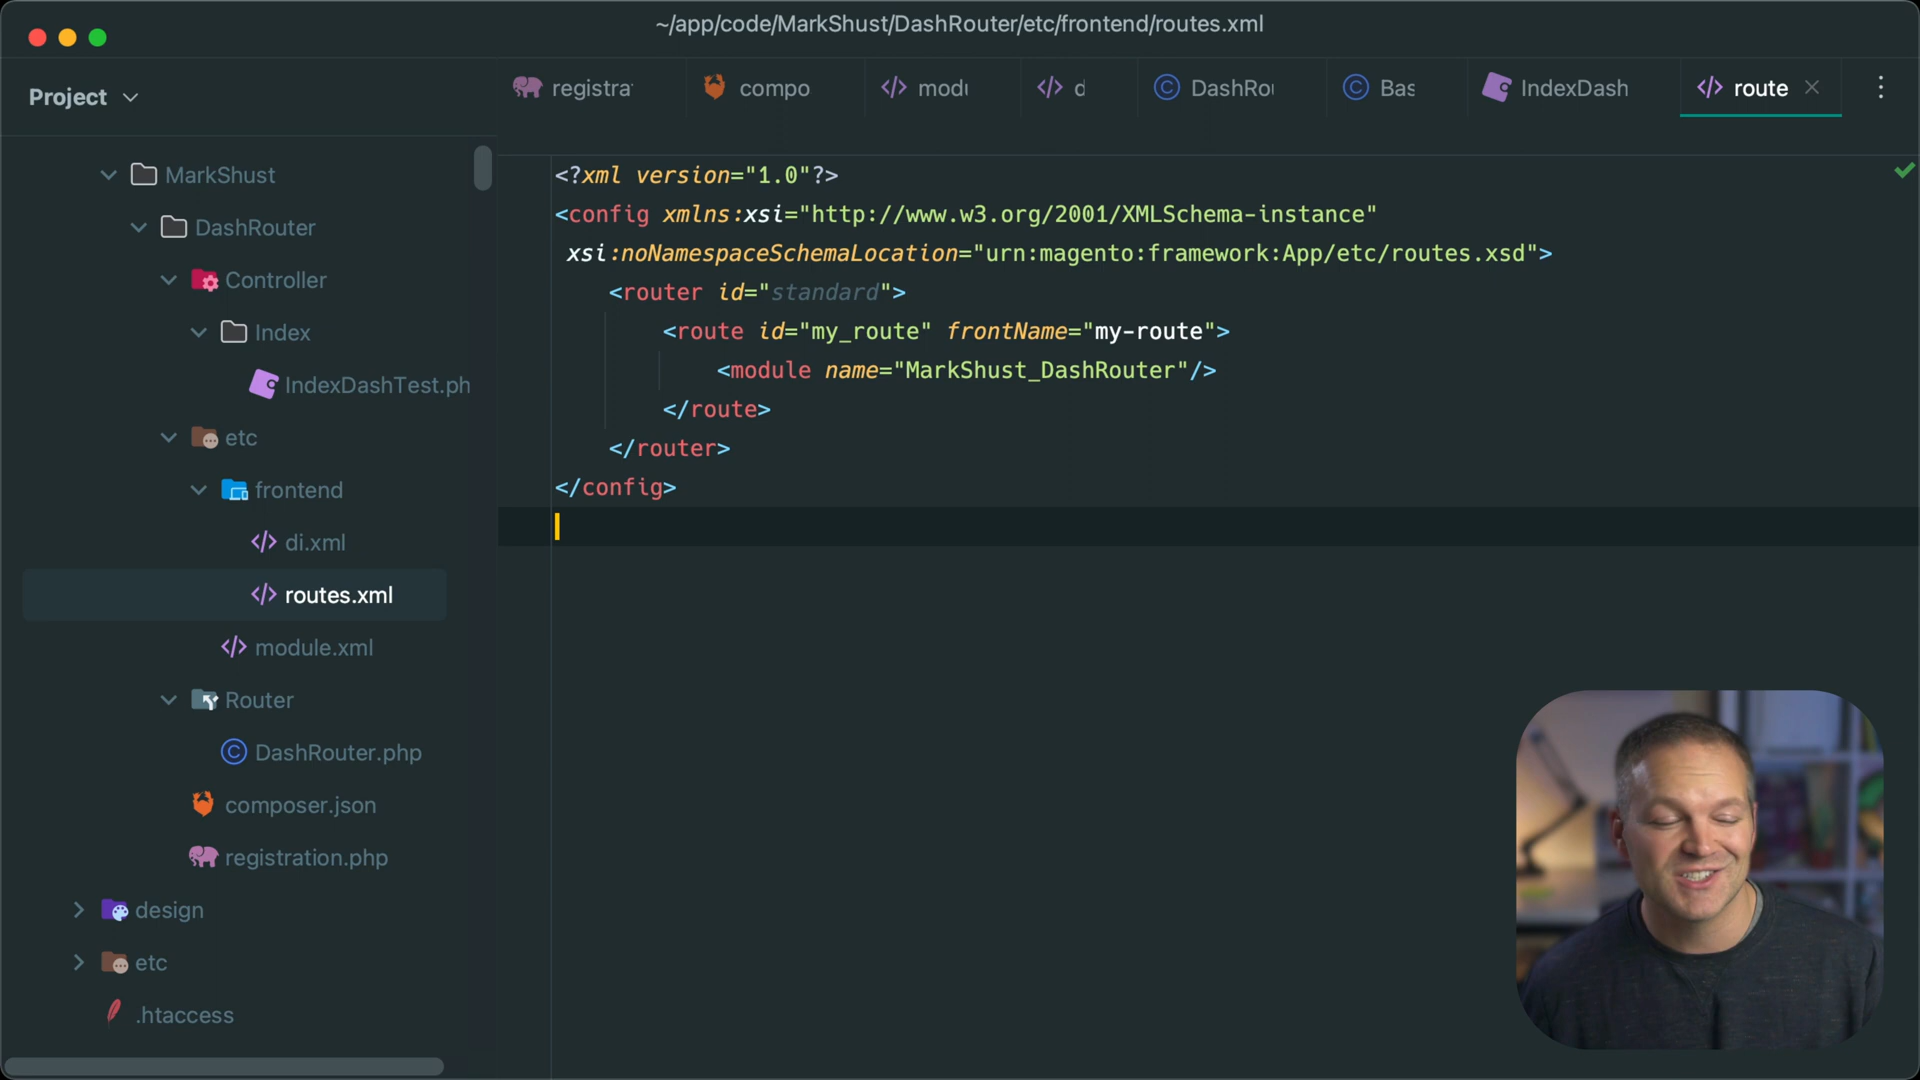 ~/app/code/MarkShust/DashRouter/etc/frontend/routes.xml
Project
registra
compo
modu
d
DashRou
Bas
IndexDash
route
MarkShust
DashRouter
Controller
Index
IndexDashTest.ph
etc
frontend
di.xml
routes.xml
module.xml
Router
DashRouter.php
composer.json
registration.php
design
etc
.htaccess
<?xml version="1.0"?>
<config xmlns:xsi="http://www.w3.org/2001/XMLSchema-instance"
xsi:noNamespaceSchemaLocation="urn:magento:framework:App/etc/routes.xsd">
<router id="standard">
<route id="my_route" frontName="my-route">
<module name="MarkShust_DashRouter"/>
</route>
</router>
</config>